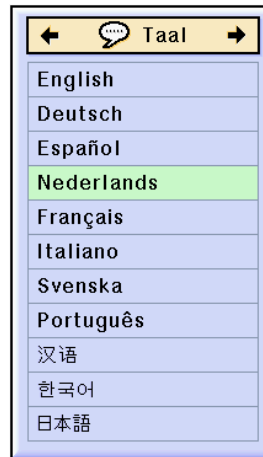 Taal
English
Deutsch
Español
Nederlands
Français
Italiano
Svenska
Português
汉语
한국어
日本語